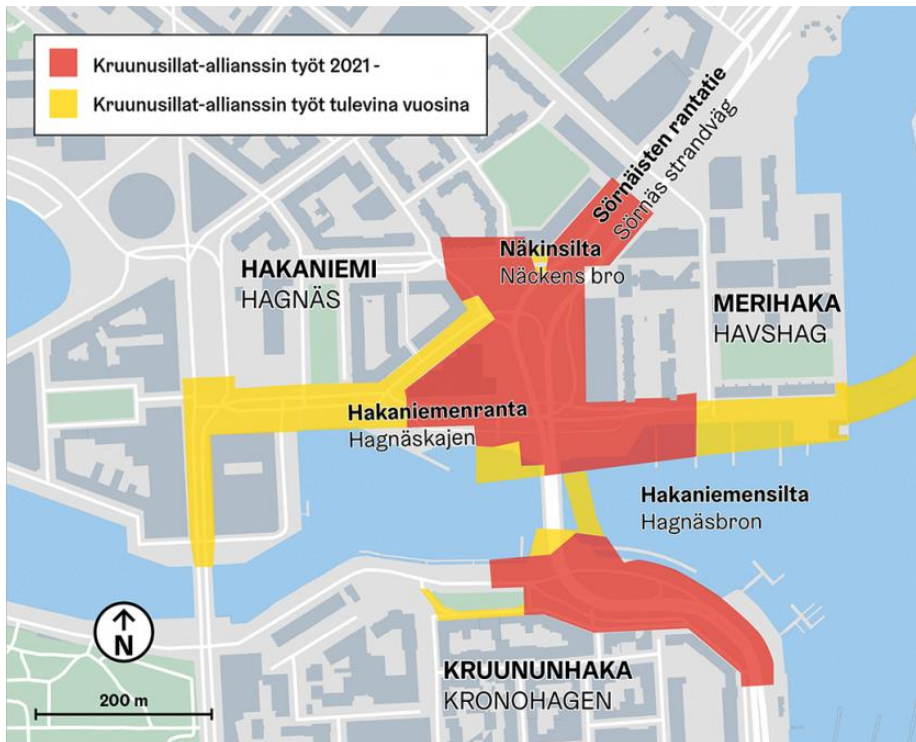 Kruunusillat-allianssin työt 2021-
Kruunusillat-allianssin työt tulevina vuosina
Sörnäisten rantatie
Sörnäs strandväg
Näkinsilta
Näckens bro
HAKANIEMI
HAGNÄS
MERIHAKA
HAVSHAG
Hakaniemenranta
Hagnäskajen
Hakaniemensilta
Hagnäsbron
N
KRUUNUNHAKA
KRONOHAGEN
200 m